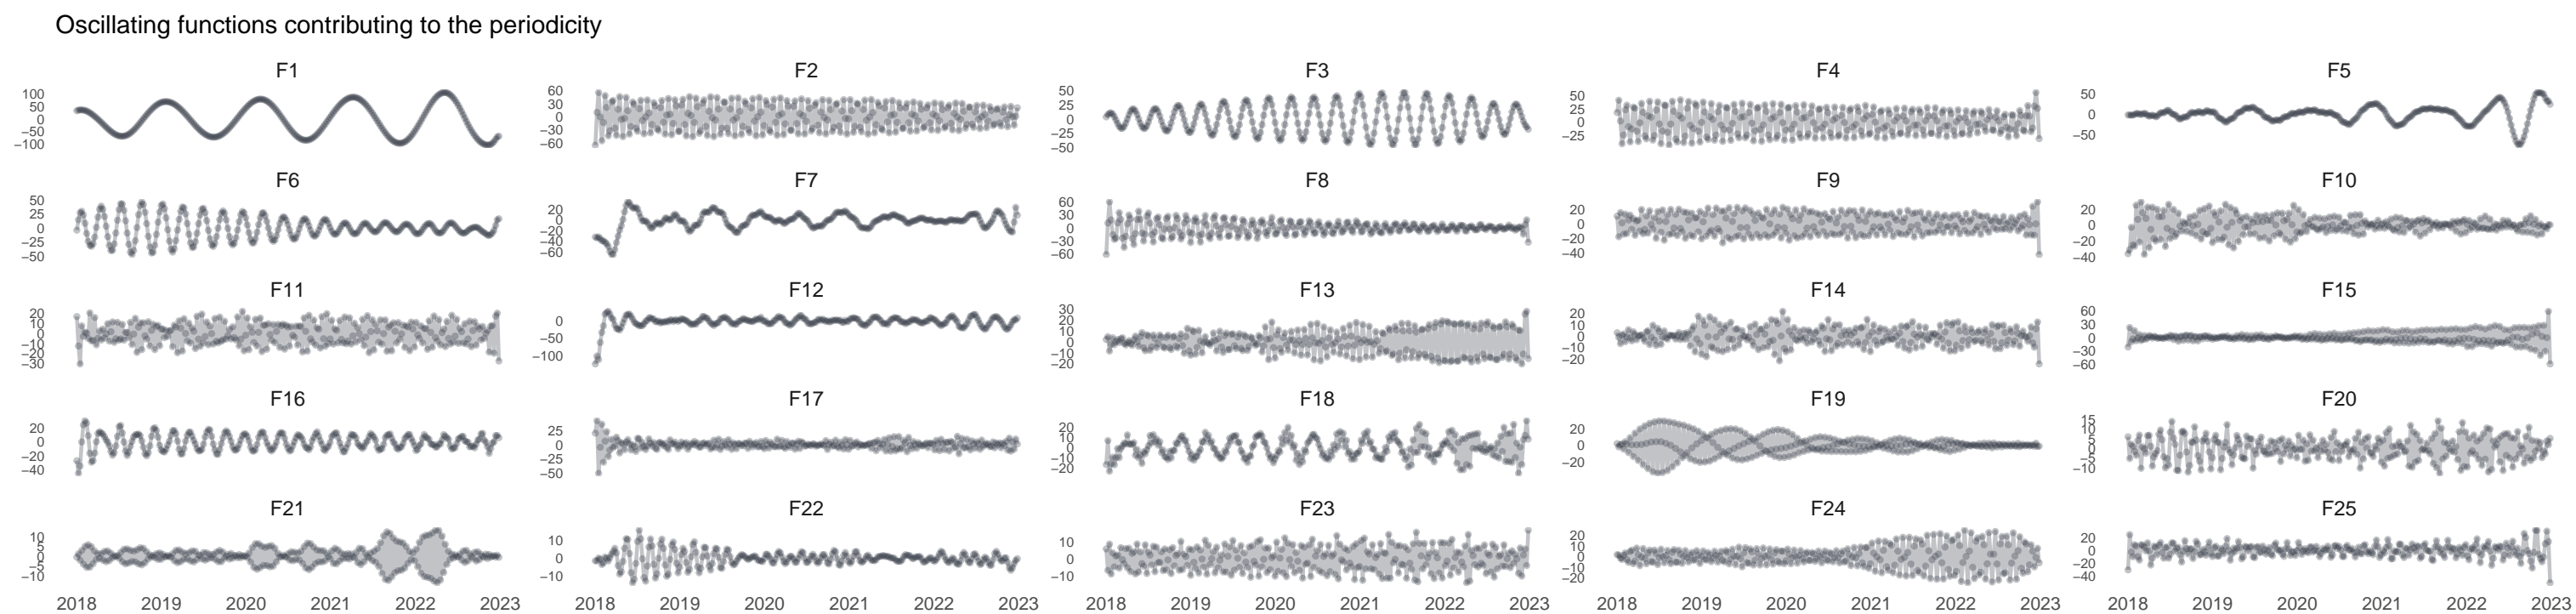 Oscillating functions contributing to the periodicity
F1 F2 F3 F4 F5
100 50 0 −50 −100
60 30 0 −30 −60
50 25 0 −25 −50
50 25 0 −25
50 0 −50
F6 F7 F8 F9 F10
50 25 0 −25 −50
20 0 −20 −40 −60
60 30 0 −30 −60
20 0 −20 −40
20 0 −20 −40
F11 F12 F13 F14 F15
20 10 0 −10 −20 −30
0 −50 −100
30 20 10 0 −10 −20
20 10 0 −10 −20
60 30 0 −30 −60
F16 F17 F18 F19 F20
20 0 −20 −40
25 0 −25 −50
20 10 0 −10 −20
20 0 −20
15 10 5 0 −5 −10
F21 F22 F23 F24 F25
10 5 0 −5 −10
10 0 −10
10 0 −10
20 10 0 −10 −20
20 0 −20 −40
2018 2019 2020 2021 2022 2023 2018 2019 2020 2021 2022 2023 2018 2019 2020 2021 2022 2023 2018 2019 2020 2021 2022 2023 2018 2019 2020 2021 2022